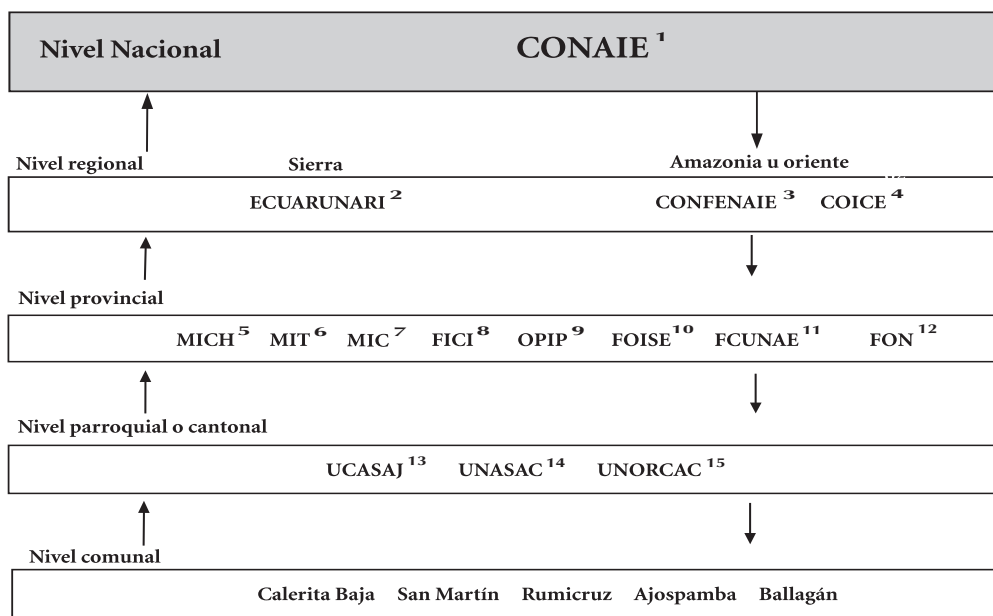 Nivel Nacional CONAIE 1
Nivel regional Sierra Amazonia u oriente
ECUARUNARI 2 CONFENAIE 3 COICE 4
Nivel provincial
MICH 5 MIT 6 MIC 7 FICI 8 OPIP 9 FOISE 10 FCUNAE 11 FON 12
Nivel parroquial o cantonal
UCASAJ 13 UNASAC 14 UNORCAC 15
Nivel comunal
Calerita Baja San Martín Rumicruz Ajospamba Ballagán